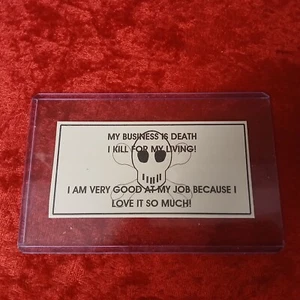 MY BUSINESS IS DEATH
I KILL FOR MY LIVING!
I AM VERY GOOD AT MY JOB BECAUSE I
LOVE IT SO MUCH!